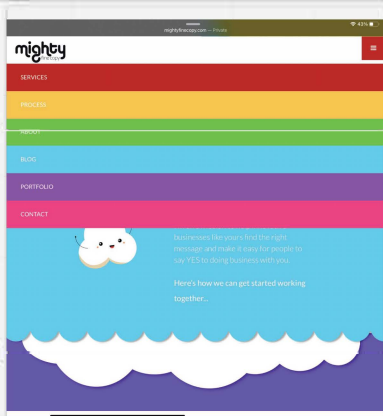 43%
mightyfinecopy.com — Private
mighty
finecopy
SERVICES
PROCESS
ABOUT
BLOG
PORTFOLIO
CONTACT
businesses like yours find the right
message and make it easy for people to
say YES to doing business with you.
Here's how we can get started working
together...